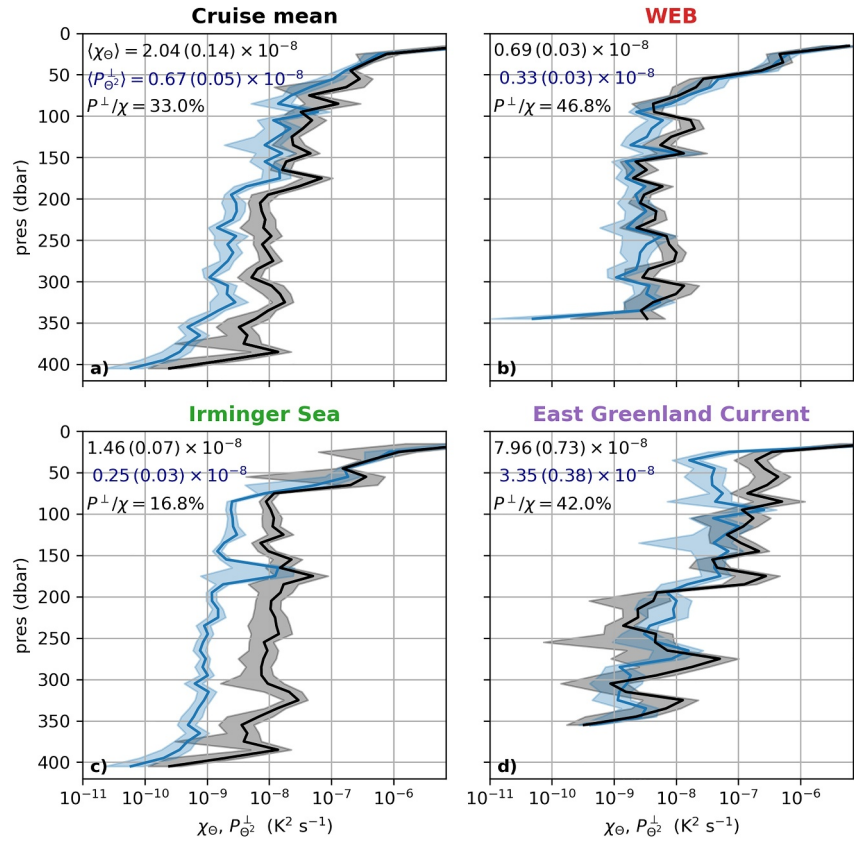 Cruise mean
WEB
0
50
100
150
200
250
300
350
400
pres (dbar)
⟨χΘ⟩ = 2.04 (0.14) × 10⁻⁸
⟨P⊥Θ²⟩ = 0.67 (0.05) × 10⁻⁸
P⊥/χ = 33.0%
a)
0.69 (0.03) × 10⁻⁸
0.33 (0.03) × 10⁻⁸
P⊥/χ = 46.8%
b)
Irminger Sea
East Greenland Current
0
50
100
150
200
250
300
350
400
pres (dbar)
1.46 (0.07) × 10⁻⁸
0.25 (0.03) × 10⁻⁸
P⊥/χ = 16.8%
c)
7.96 (0.73) × 10⁻⁸
3.35 (0.38) × 10⁻⁸
P⊥/χ = 42.0%
d)
10⁻¹¹ 10⁻¹⁰ 10⁻⁹ 10⁻⁸ 10⁻⁷ 10⁻⁶
10⁻¹¹ 10⁻¹⁰ 10⁻⁹ 10⁻⁸ 10⁻⁷ 10⁻⁶
χΘ, P⊥Θ² (K² s⁻¹)
χΘ, P⊥Θ² (K² s⁻¹)